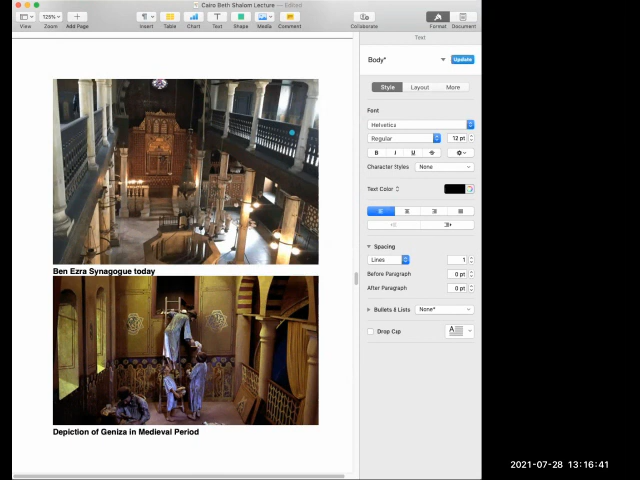 Cairo Beth Shalom Lecture — Edited
125%
View
Zoom
Add Page
Insert
Table
Chart
Text
Shape
Media
Comment
Collaborate
Format
Document
Text
Body*
Update
Style
Layout
More
Font
Helvetica
Regular
12 pt
B I U S
Character Styles
None
Text Color
Spacing
Lines
1
Before Paragraph
0 pt
After Paragraph
0 pt
Bullets & Lists
None*
Drop Cap
Ben Ezra Synagogue today
Depiction of Geniza in Medieval Period
2021-07-28 13:16:41